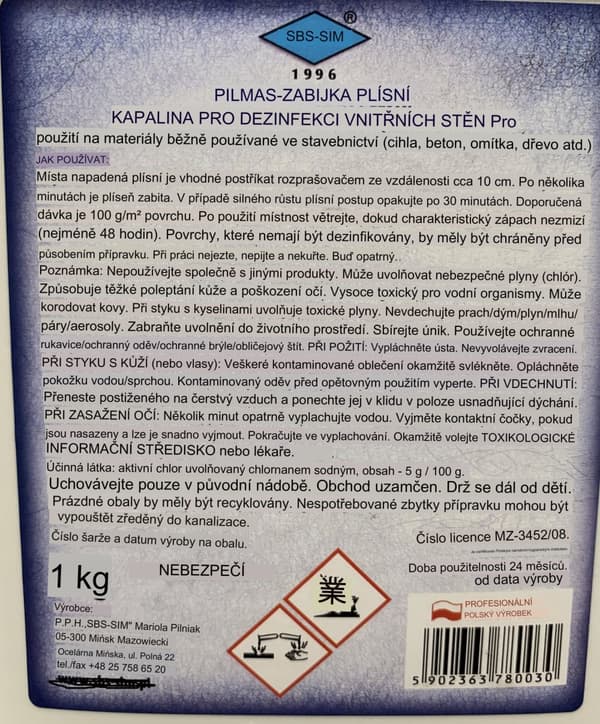 SBS-SIM ®
1996
PILMAS-ZABIJKA PLÍSNÍ
KAPALINA PRO DEZINFEKCI VNITŘNÍCH STĚN Pro
použití na materiály běžně používané ve stavebnictví (cihla, beton, omítka, dřevo atd.)
JAK POUŽÍVAT:
Místa napadená plísní je vhodné postříkat rozprašovačem ze vzdálenosti cca 10 cm. Po několika
minutách je plíseň zabita. V případě silného růstu plísní postup opakujte po 30 minutách. Doporučená
dávka je 100 g/m² povrchu. Po použití místnost větrejte, dokud charakteristický zápach nezmizí
(nejméně 48 hodin). Povrchy, které nemají být dezinfikovány, by měly být chráněny před
působením přípravku. Při práci nejezte, nepijte a nekuřte. Buď opatrný..
Poznámka: Nepoužívejte společně s jinými produkty. Může uvolňovat nebezpečné plyny (chlór).
Způsobuje těžké poleptání kůže a poškození očí. Vysoce toxický pro vodní organismy. Může
korodovat kovy. Při styku s kyselinami uvolňuje toxické plyny. Nevdechujte prach/dým/plyn/mlhu/
páry/aerosoly. Zabraňte uvolnění do životního prostředí. Sbírejte únik. Používejte ochranné
rukavice/ochranný oděv/ochranné brýle/obličejový štít. PŘI POŽITÍ: Vypláchněte ústa. Nevyvolávejte zvracení.
PŘI STYKU S KŮŽÍ (nebo vlasy): Veškeré kontaminované oblečení okamžitě svlékněte. Opláchněte
pokožku vodou/sprchou. Kontaminovaný oděv před opětovným použitím vyperte. PŘI VDECHNUTÍ:
Přeneste postiženého na čerstvý vzduch a ponechte jej v klidu v poloze usnadňující dýchání.
PŘI ZASAŽENÍ OČÍ: Několik minut opatrně vyplachujte vodou. Vyjměte kontaktní čočky, pokud
jsou nasazeny a lze je snadno vyjmout. Pokračujte ve vyplachování. Okamžitě volejte TOXIKOLOGICKÉ
INFORMAČNÍ STŘEDISKO nebo lékaře.
Účinná látka: aktivní chlor uvolňovaný chlornanem sodným, obsah - 5 g / 100 g.
Uchovávejte pouze v původní nádobě. Obchod uzamčen. Drž se dál od dětí.
Prázdné obaly by měly být recyklovány. Nespotřebované zbytky přípravku mohou být
vypouštět zředěný do kanalizace.
Číslo šarže a datum výroby na obalu.
Číslo licence MZ-3452/08.
1 kg
NEBEZPEČÍ
Doba použitelnosti 24 měsíců.
od data výroby
Výrobce:
P.P.H.„SBS-SIM" Mariola Pilniak
05-300 Mińsk Mazowiecki
Ocelárna Mińska, ul. Polná 22
tel./fax +48 25 758 65 20
PROFESIONÁLNÍ
POLSKÝ VÝROBEK
5 902363 780030